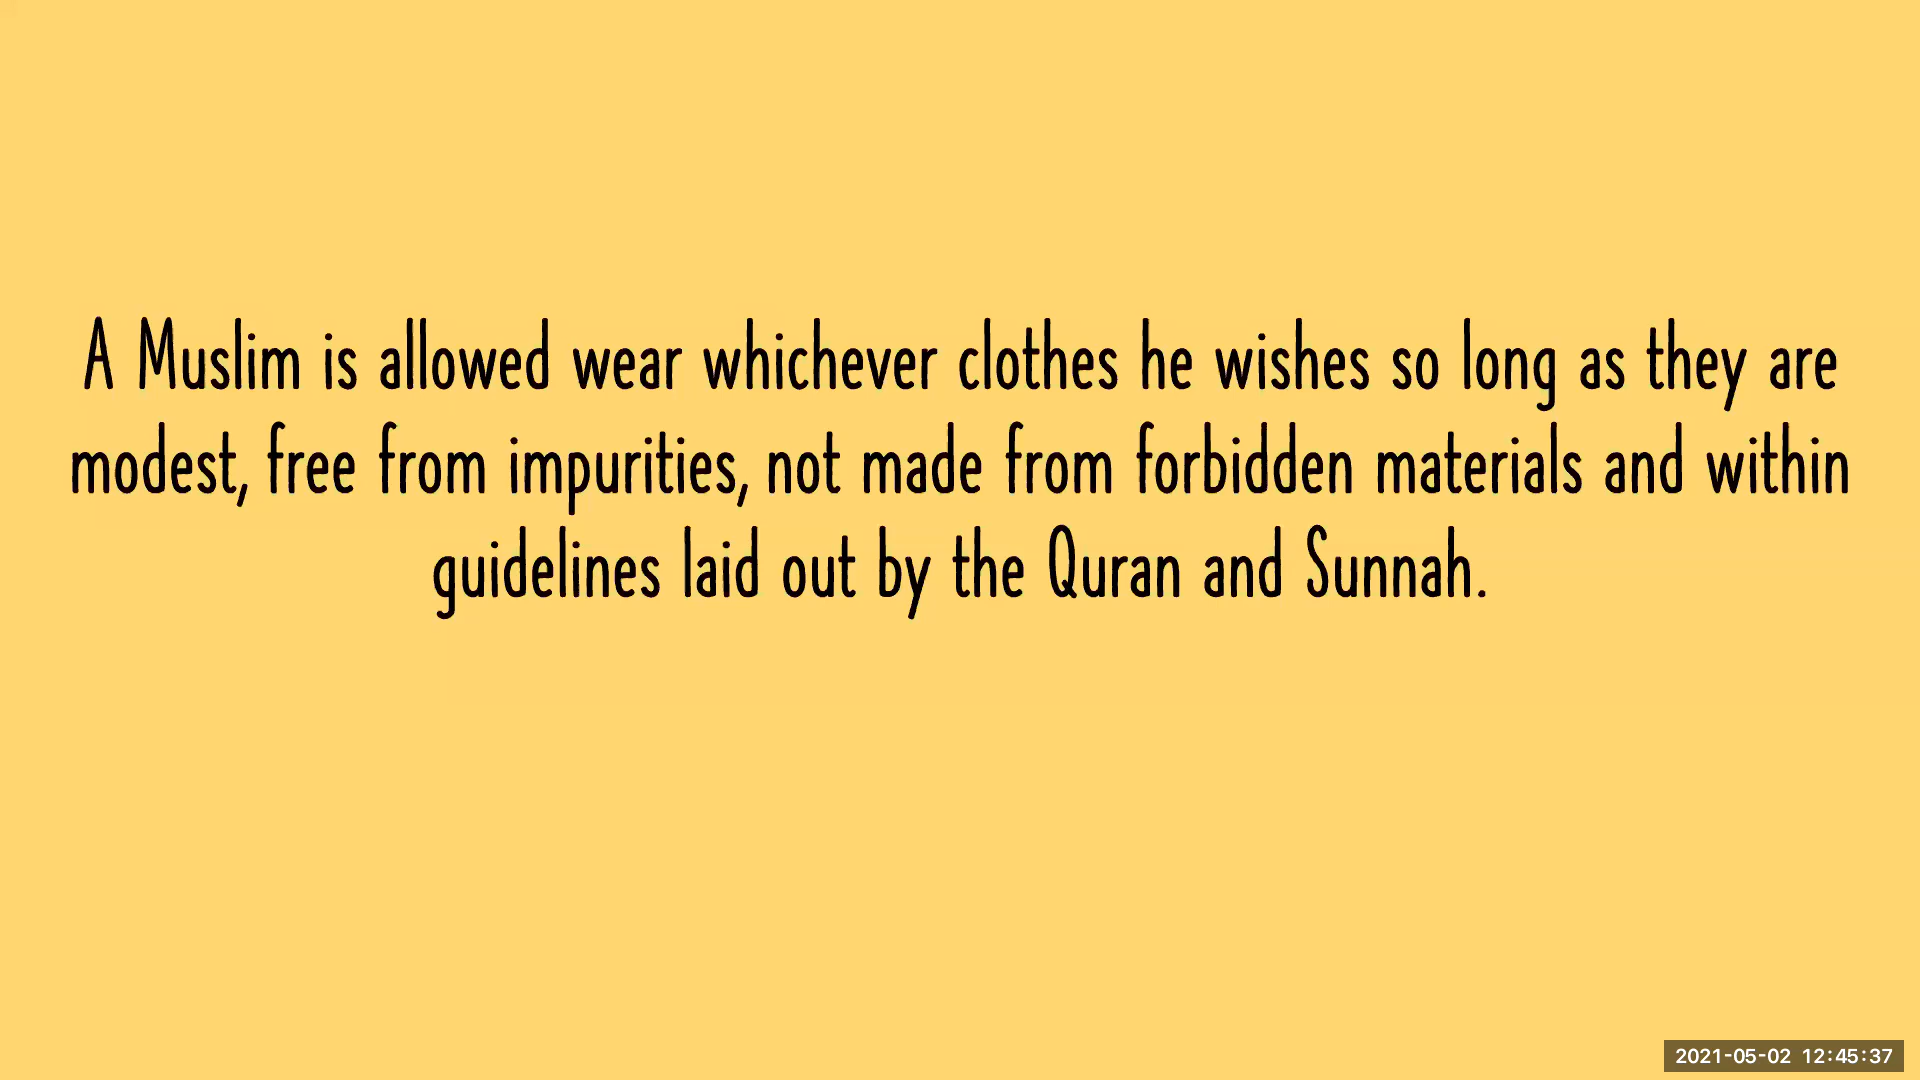 A Muslim is allowed wear whichever clothes he wishes so long as they are
modest, free from impurities, not made from forbidden materials and within
guidelines laid out by the Quran and Sunnah.
2021-05-02 12:45:37